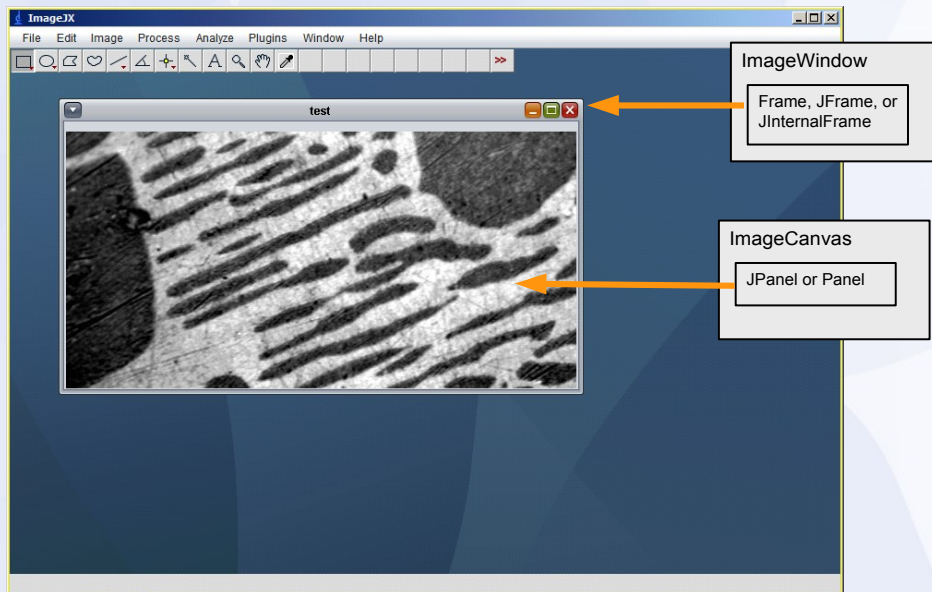 ImageJX
File Edit Image Process Analyze Plugins Window Help
A >>
test
ImageWindow
Frame, JFrame, or
JInternalFrame
ImageCanvas
JPanel or Panel